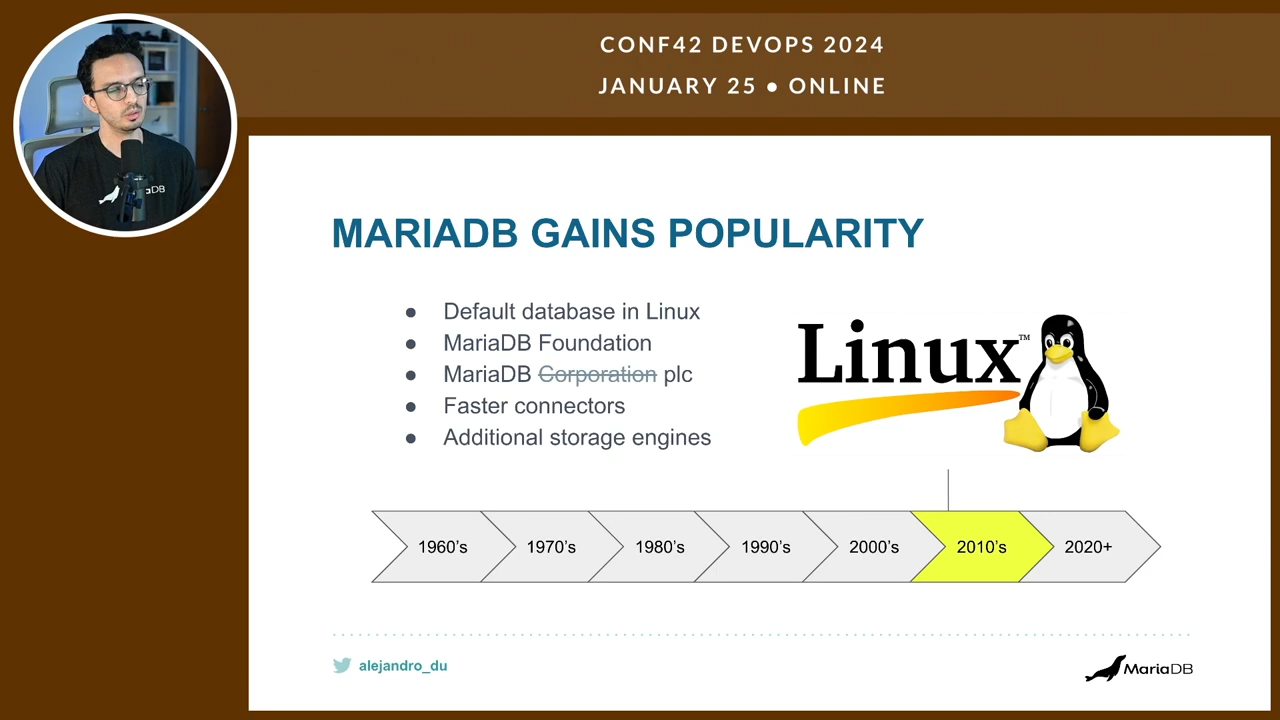 CONF42 DEVOPS 2024
JANUARY 25 ● ONLINE
MARIADB GAINS POPULARITY
● Default database in Linux
● MariaDB Foundation
● MariaDB Corporation plc
● Faster connectors
● Additional storage engines
Linux™
1960's 1970's 1980's 1990's 2000's 2010's 2020+
alejandro_du
MariaDB